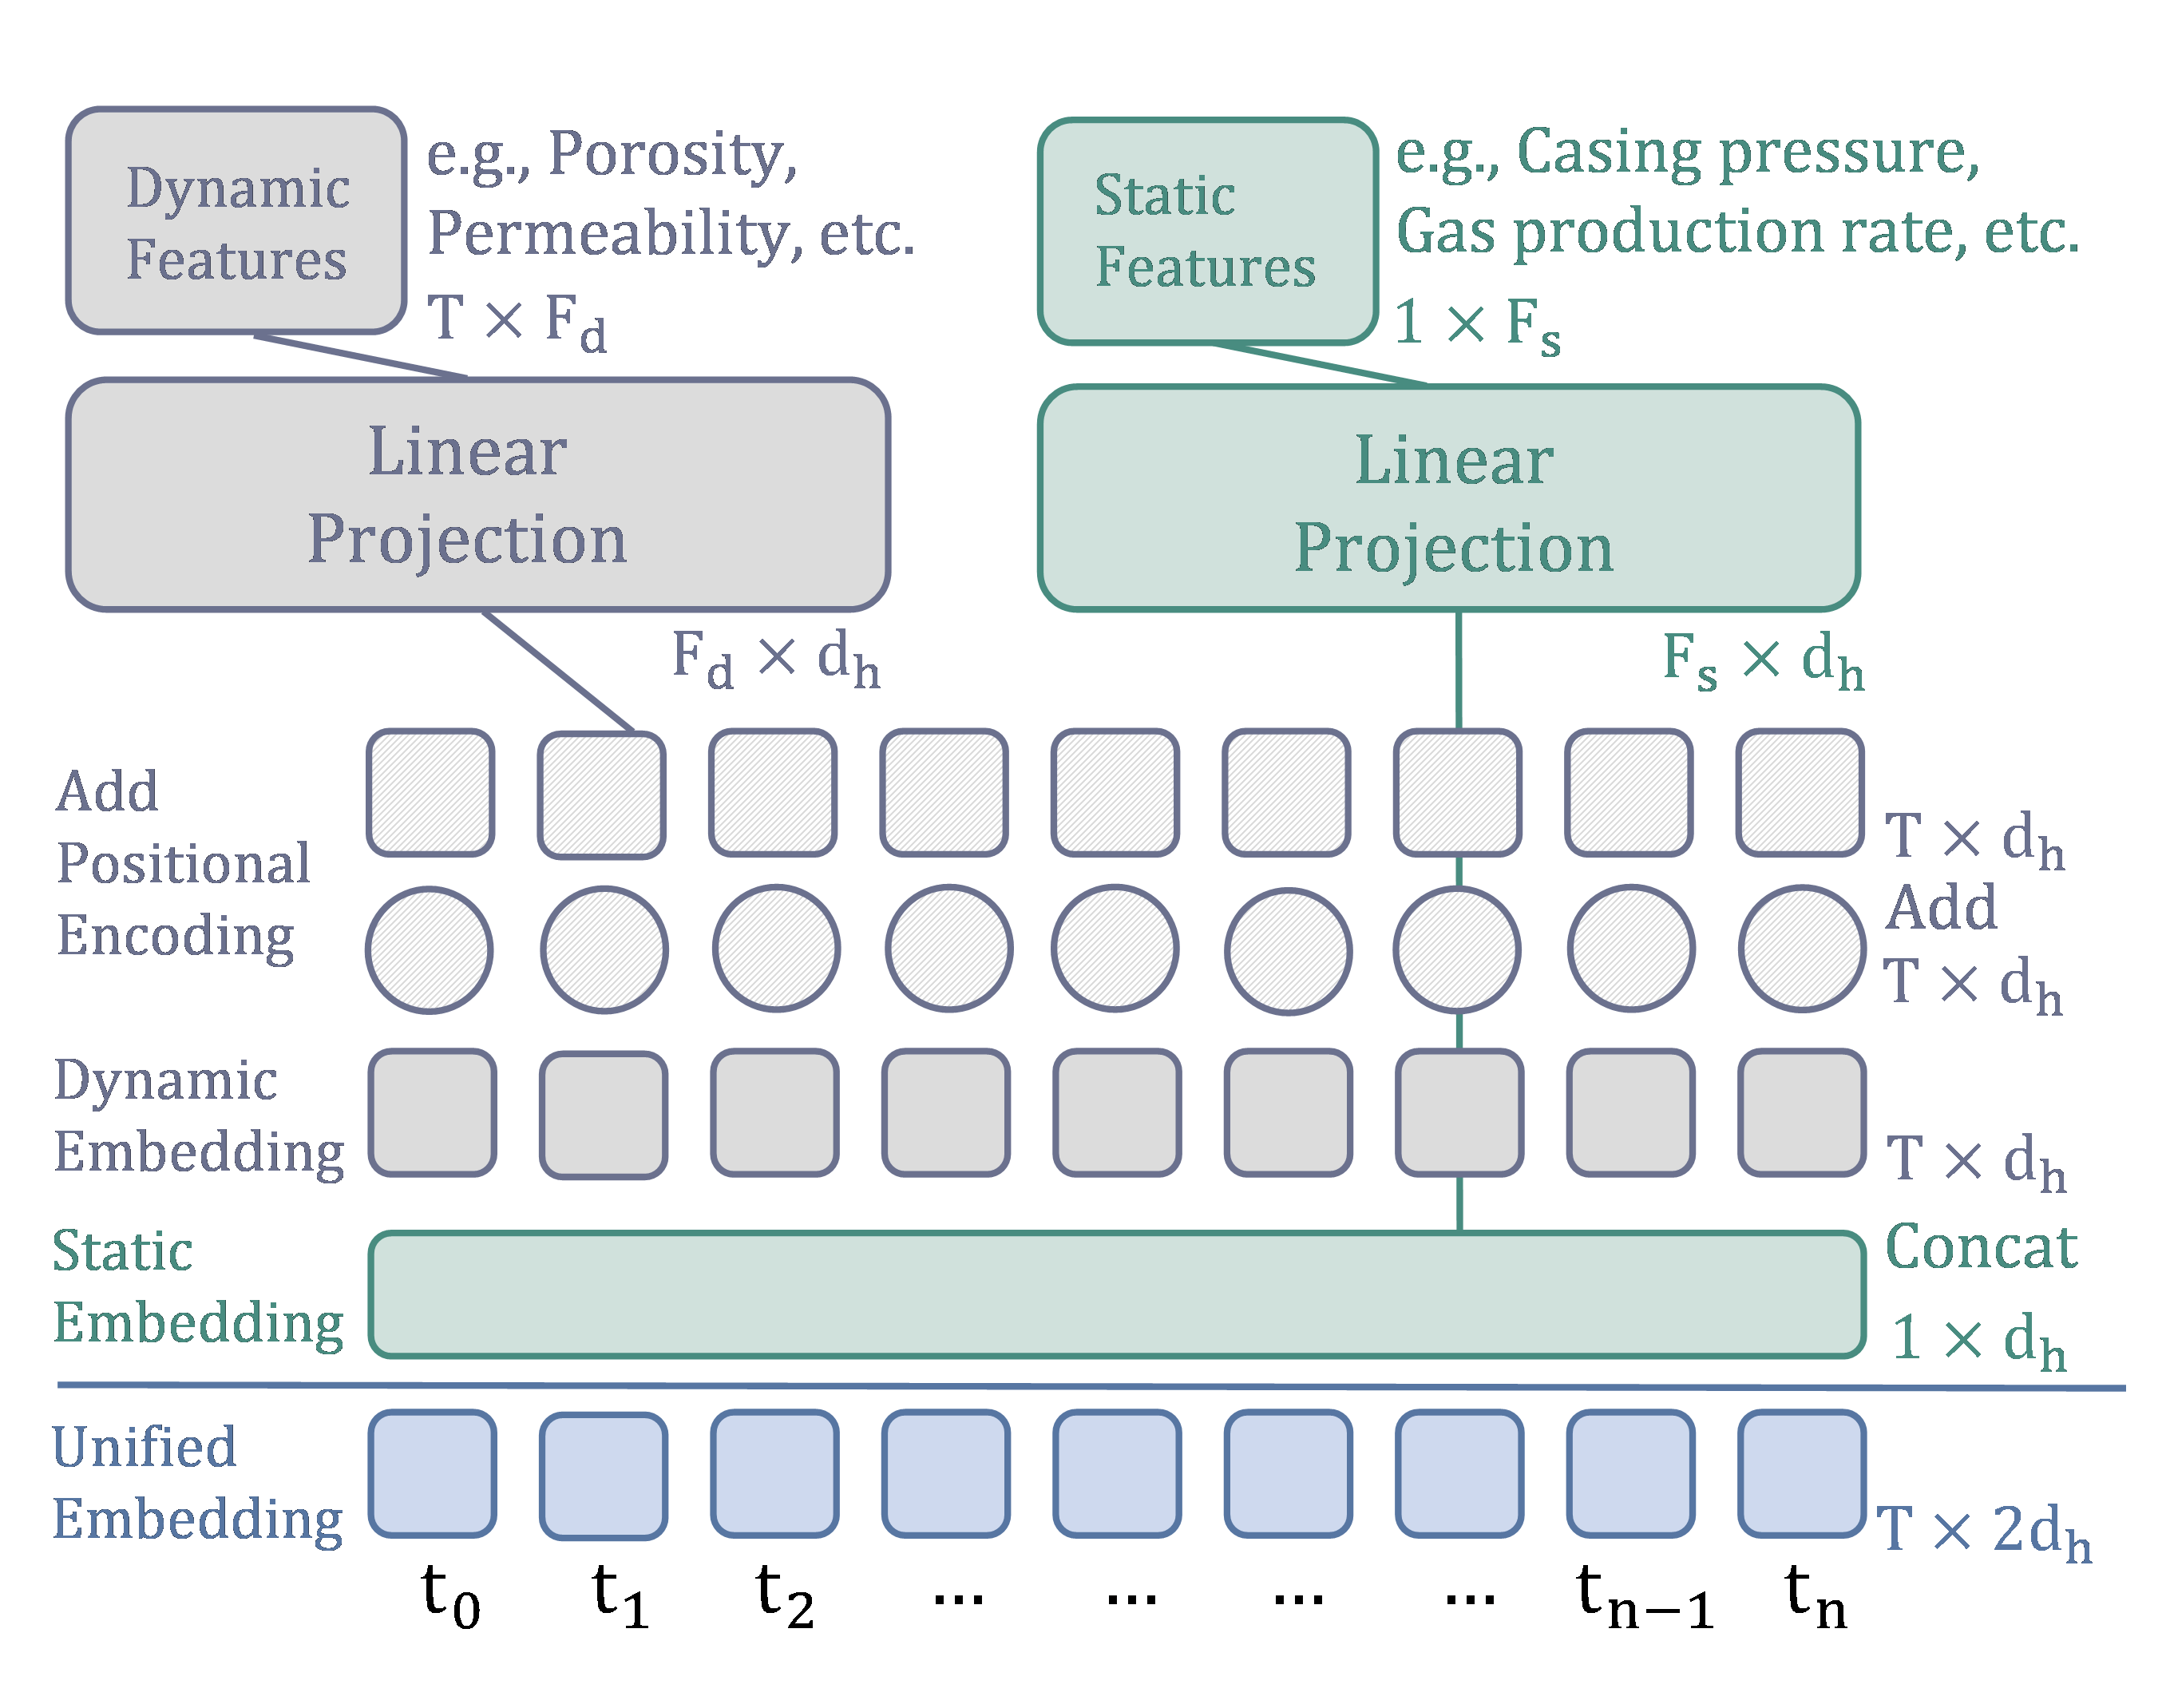 Dynamic
Features
e.g., Porosity,
Permeability, etc.
T × F_d
Static
Features
e.g., Casing pressure,
Gas production rate, etc.
1 × F_s
Linear
Projection
Linear
Projection
F_d × d_h
F_s × d_h
Add
Positional
Encoding
T × d_h
Add
T × d_h
Dynamic
Embedding
T × d_h
Static
Embedding
Concat
1 × d_h
Unified
Embedding
T × 2d_h
t_0 t_1 t_2 ... ... ... ... t_{n−1} t_n